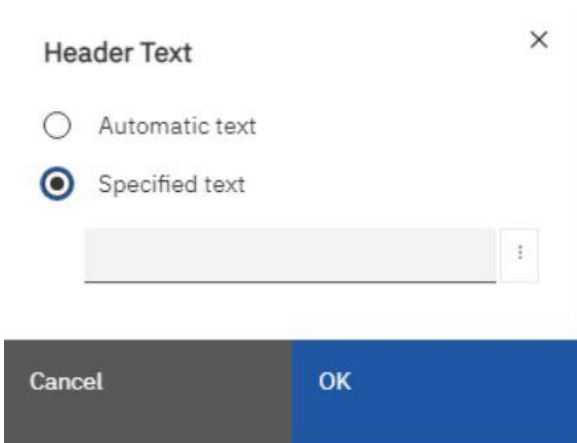 Header Text
Automatic text
Specified text
Cancel
OK